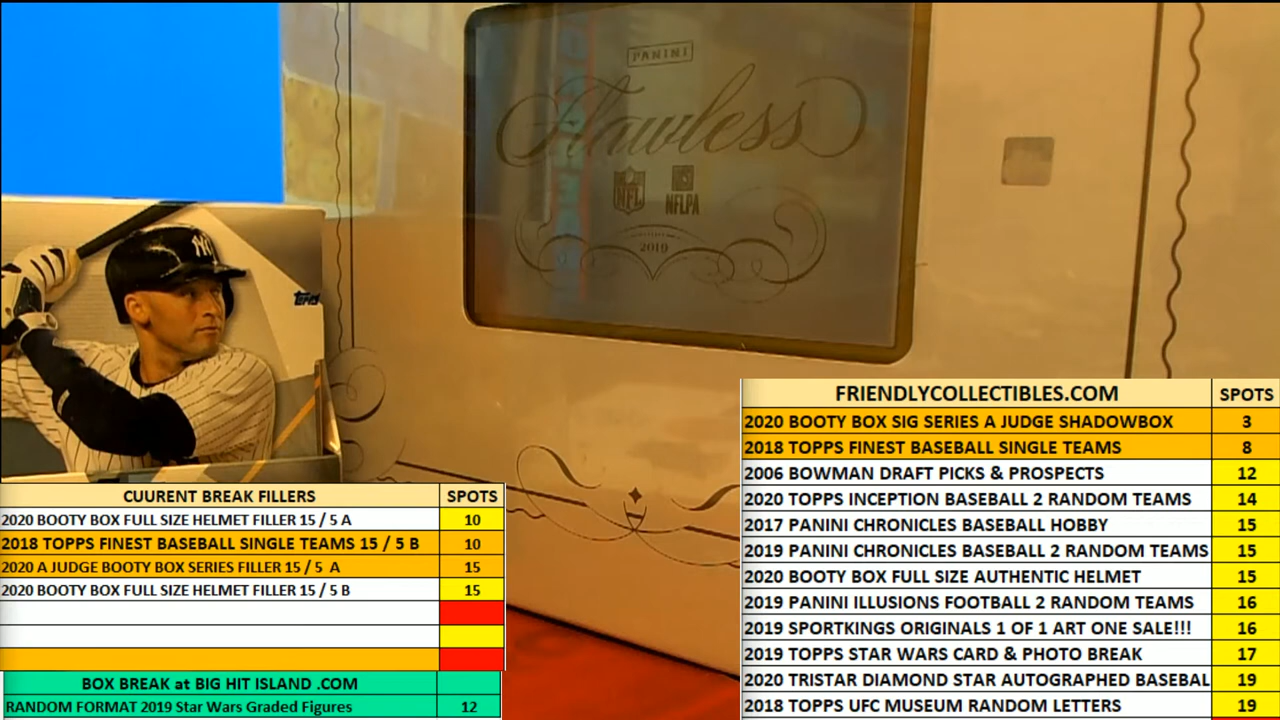 PANINI
Flawless
NFL
NFLPA
2019
NY
Topps
CUURENT BREAK FILLERS SPOTS
2020 BOOTY BOX FULL SIZE HELMET FILLER 15 / 5 A 10
2018 TOPPS FINEST BASEBALL SINGLE TEAMS 15 / 5 B 10
2020 A JUDGE BOOTY BOX SERIES FILLER 15 / 5 A 15
2020 BOOTY BOX FULL SIZE HELMET FILLER 15 / 5 B 15
BOX BREAK at BIG HIT ISLAND .COM
RANDOM FORMAT 2019 Star Wars Graded Figures 12
FRIENDLYCOLLECTIBLES.COM SPOTS
2020 BOOTY BOX SIG SERIES A JUDGE SHADOWBOX 3
2018 TOPPS FINEST BASEBALL SINGLE TEAMS 8
2006 BOWMAN DRAFT PICKS & PROSPECTS 12
2020 TOPPS INCEPTION BASEBALL 2 RANDOM TEAMS 14
2017 PANINI CHRONICLES BASEBALL HOBBY 15
2019 PANINI CHRONICLES BASEBALL 2 RANDOM TEAMS 15
2020 BOOTY BOX FULL SIZE AUTHENTIC HELMET 15
2019 PANINI ILLUSIONS FOOTBALL 2 RANDOM TEAMS 16
2019 SPORTKINGS ORIGINALS 1 OF 1 ART ONE SALE!!! 16
2019 TOPPS STAR WARS CARD & PHOTO BREAK 17
2020 TRISTAR DIAMOND STAR AUTOGRAPHED BASEBAL 19
2018 TOPPS UFC MUSEUM RANDOM LETTERS 19